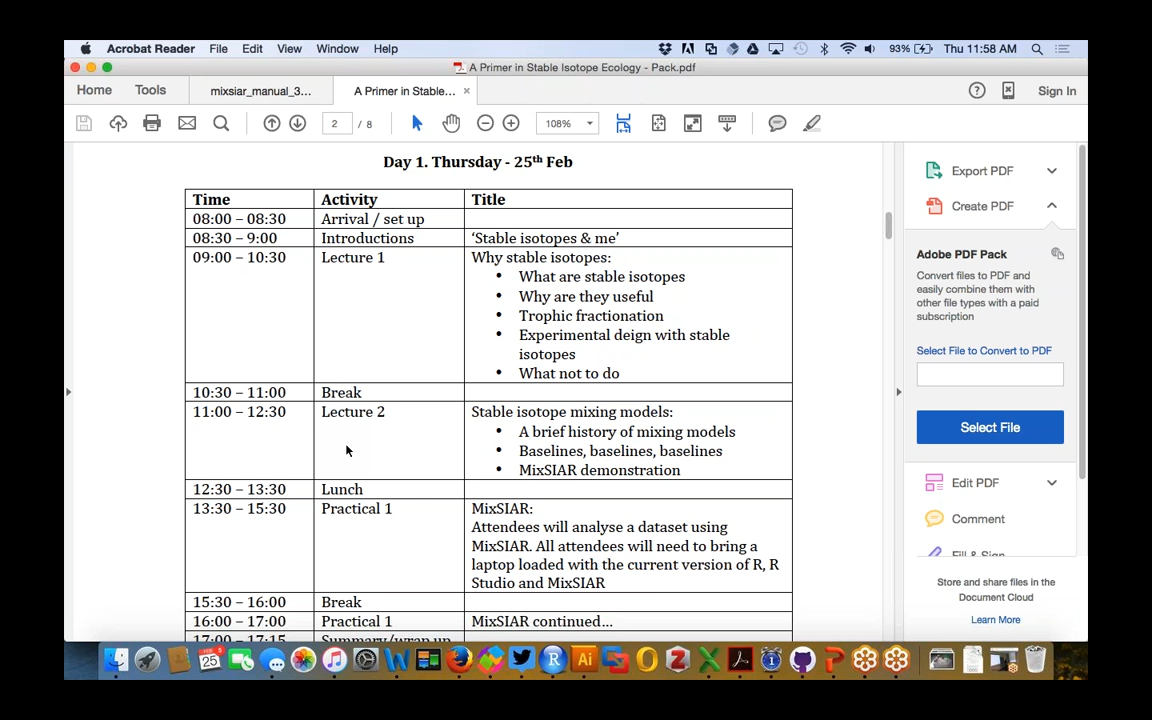 Acrobat Reader File Edit View Window Help 93% Thu 11:58 AM
A Primer in Stable Isotope Ecology - Pack.pdf
Home Tools mixsiar_manual_3... A Primer in Stable... × Sign In
2 / 8 108%
Day 1. Thursday - 25th Feb
Time Activity Title
08:00 – 08:30 Arrival / set up
08:30 – 9:00 Introductions ‘Stable isotopes & me’
09:00 – 10:30 Lecture 1 Why stable isotopes:
• What are stable isotopes
• Why are they useful
• Trophic fractionation
• Experimental deign with stable
isotopes
• What not to do
10:30 – 11:00 Break
11:00 – 12:30 Lecture 2 Stable isotope mixing models:
• A brief history of mixing models
• Baselines, baselines, baselines
• MixSIAR demonstration
12:30 – 13:30 Lunch
13:30 – 15:30 Practical 1 MixSIAR:
Attendees will analyse a dataset using
MixSIAR. All attendees will need to bring a
laptop loaded with the current version of R, R
Studio and MixSIAR
15:30 – 16:00 Break
16:00 – 17:00 Practical 1 MixSIAR continued...
17:00 – 17:15 Summary/wrap up
Export PDF
Create PDF
Adobe PDF Pack
Convert files to PDF and
easily combine them with
other file types with a paid
subscription
Select File to Convert to PDF
Select File
Edit PDF
Comment
Fill & Sign
Store and share files in the
Document Cloud
Learn More